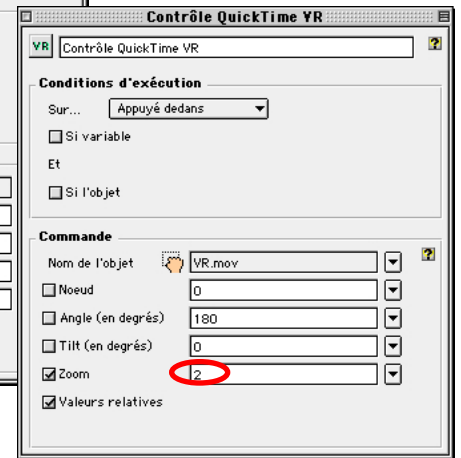 Contrôle QuickTime VR
VR Contrôle QuickTime VR ?
Conditions d'exécution
Sur... Appuyé dedans
Si variable
Et
Si l'objet
Commande
Nom de l'objet VR.mov ?
Noeud 0
Angle (en degrés) 180
Tilt (en degrés) 0
Zoom 2
Valeurs relatives